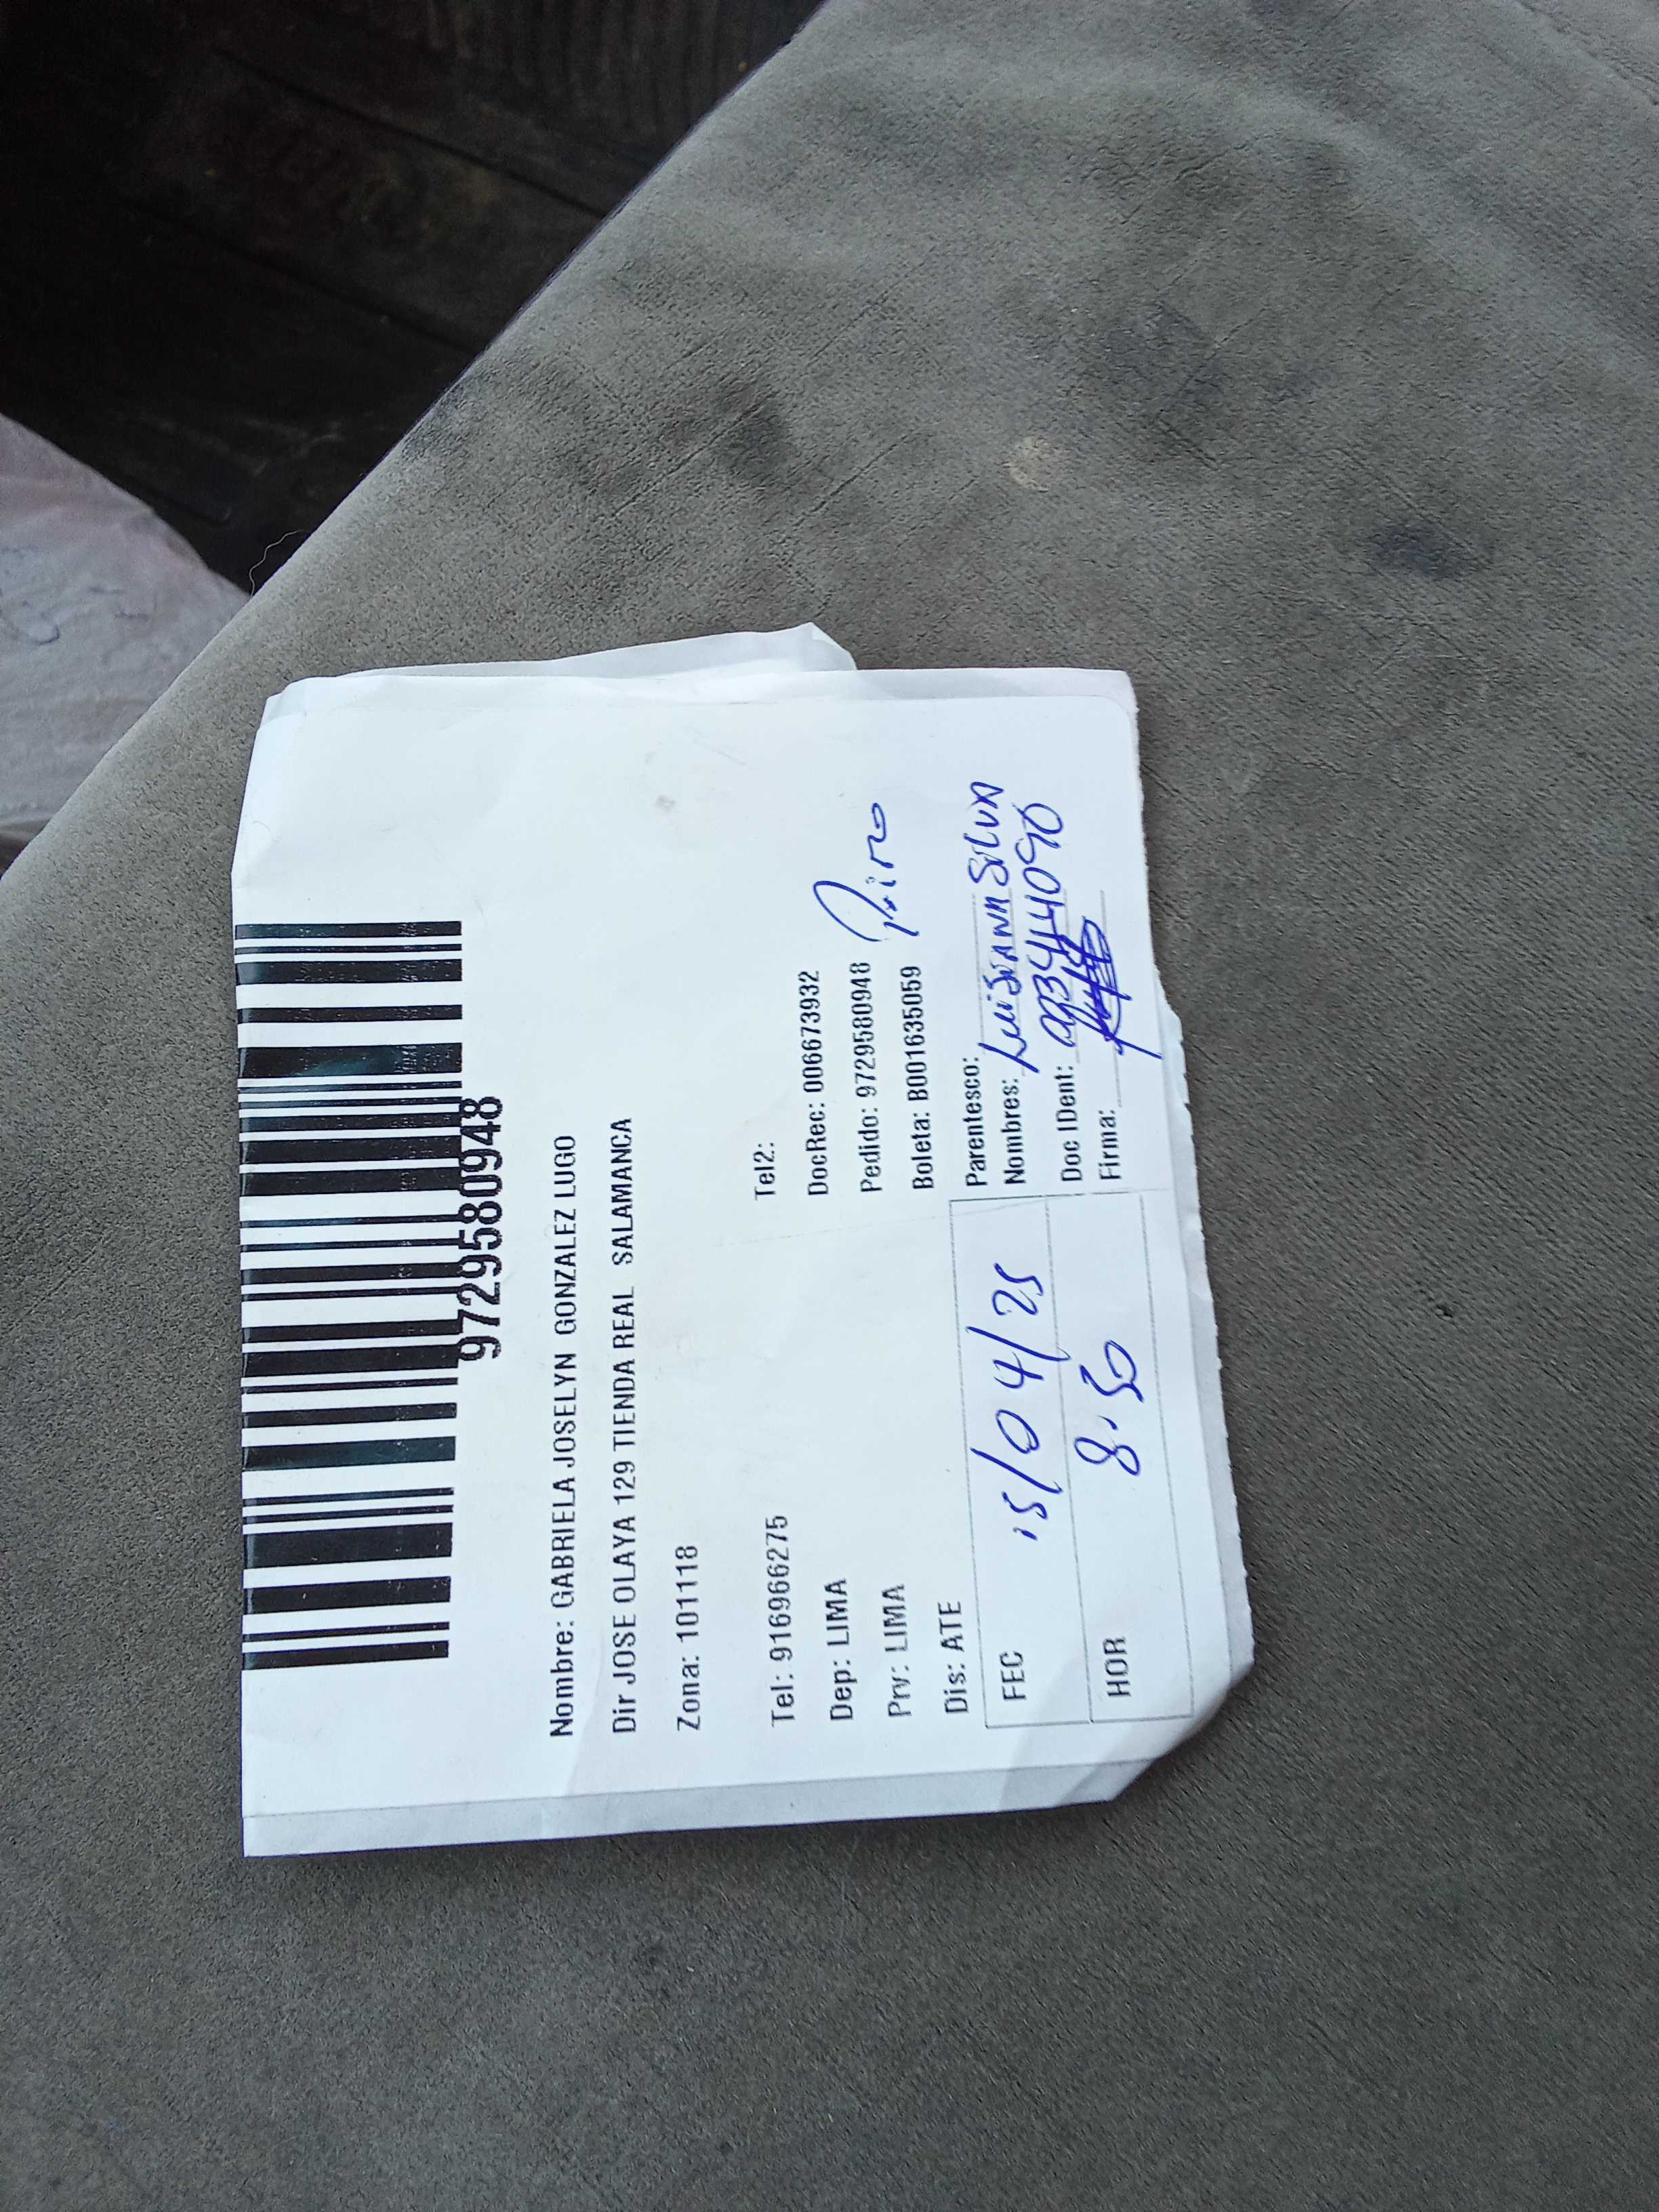 9729580948
Nombre: GABRIELA JOSELYN GONZALEZ LUGO
Dir JOSE OLAYA 129 TIENDA REAL SALAMANCA
Zona: 101118
Tel: 916966275 Tel2:
Dep: LIMA DocRec: 006673932
Prv: LIMA Pedido: 9729580948
Dis: ATE Boleta: B001635059
FEC 15/04/25 Parentesco:
Nombres: Luisanna Silva
HOR 8:50 Doc IDent:
Firma: